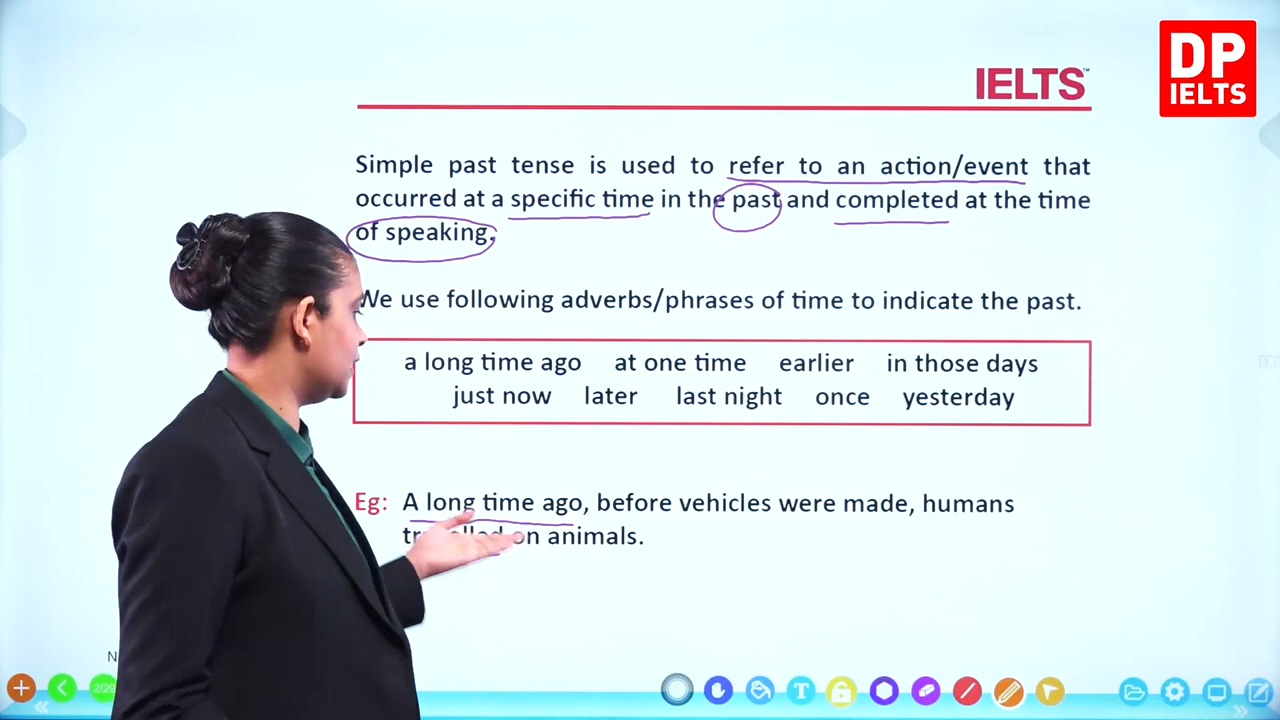 DP
IELTS
IELTS™
Simple past tense is used to refer to an action/event that
occurred at a specific time in the past and completed at the time
of speaking.
We use following adverbs/phrases of time to indicate the past.
a long time ago at one time earlier in those days
just now later last night once yesterday
Eg: A long time ago, before vehicles were made, humans
on animals.
N
2/20
T